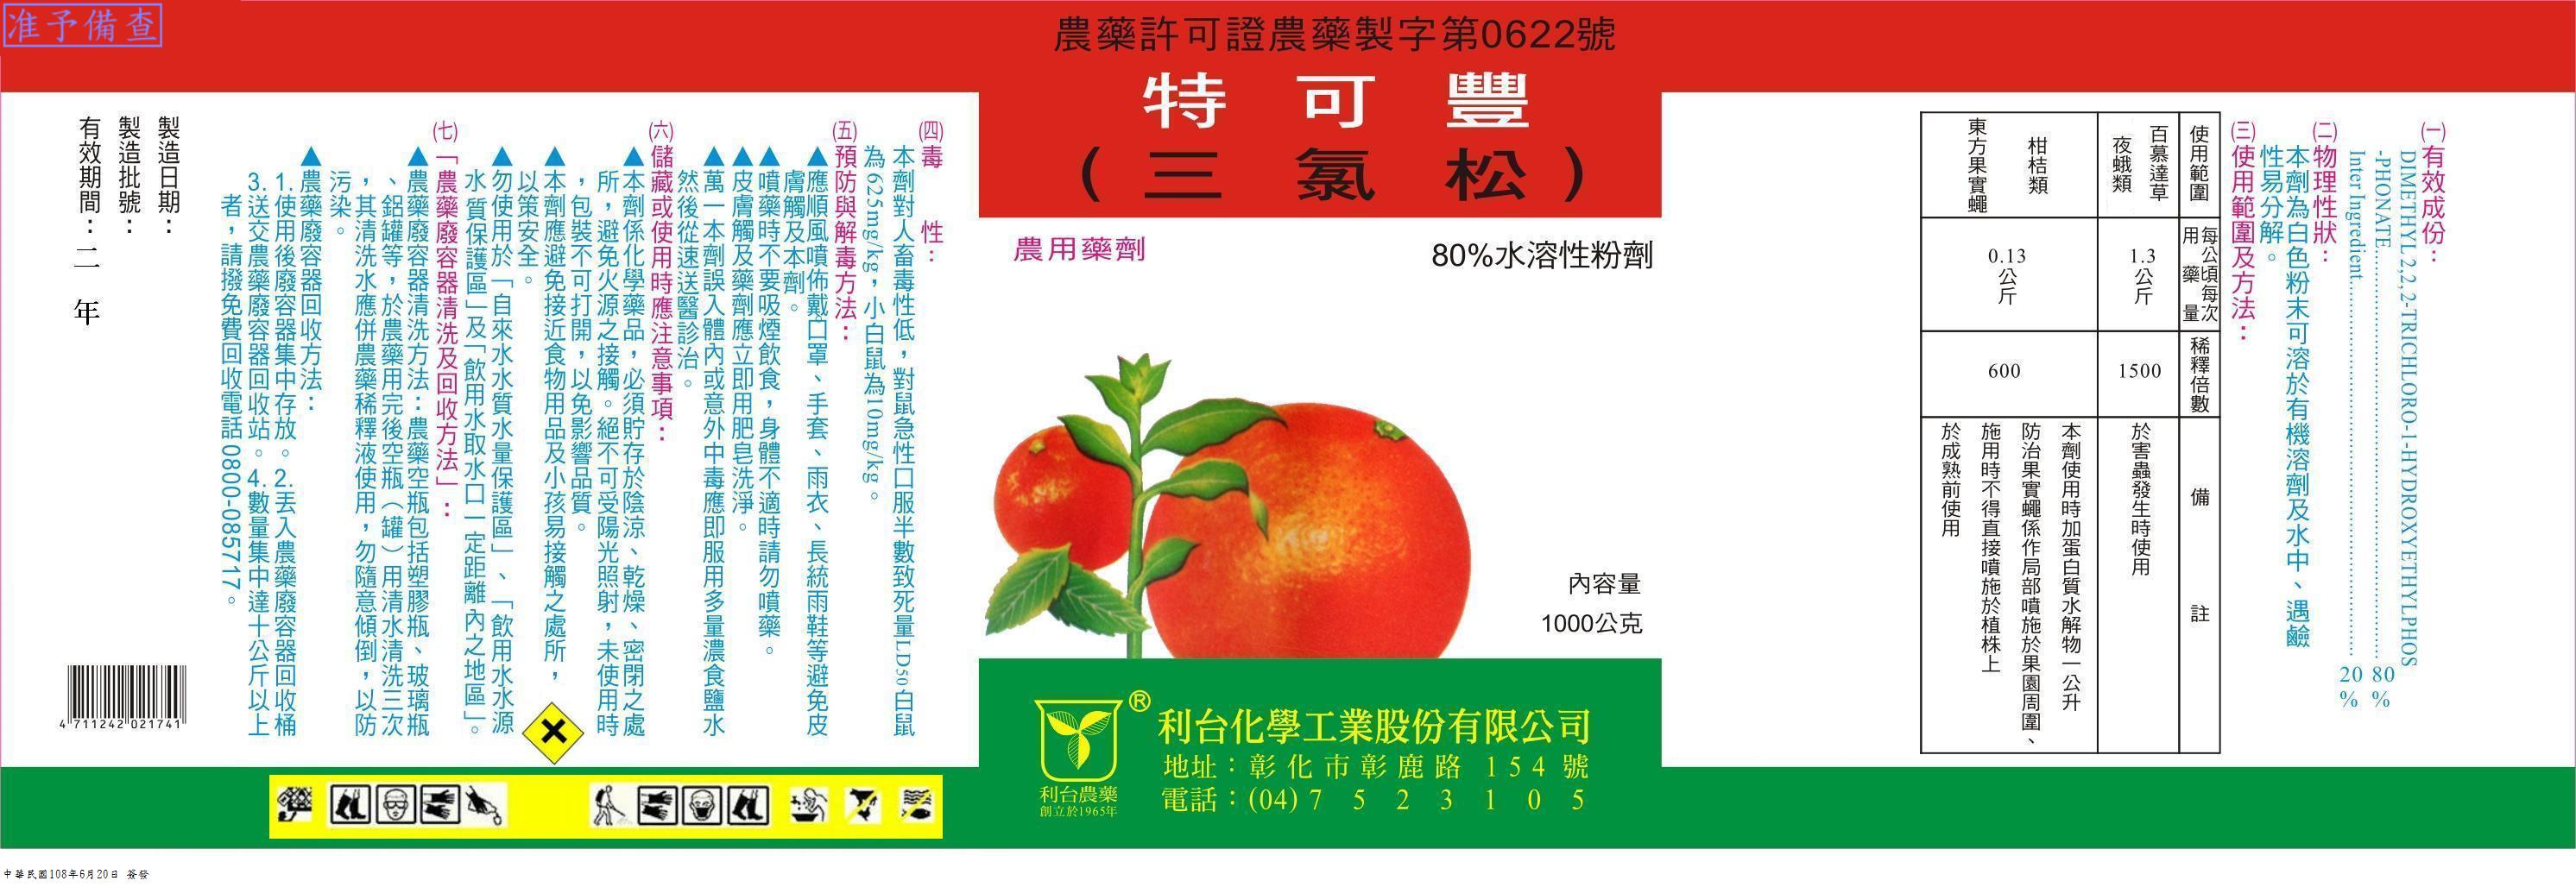 准予備查
農藥許可證農藥製字第0622號
特可豐
(三氯松)
農用藥劑
80%水溶性粉劑
內容量
1000公克
®
利台化學工業股份有限公司
地址：彰化市彰鹿路154號
電話：(04)7523105
利台農藥
創立於1965年
㈠有效成份：
DIMETHYL 2,2,2-TRICHLORO-1-HYDROXYETHYLPHOS
-PHONATE........................................80%
Inter Ingredient........................................20%
㈡物理性狀：
本劑為白色粉末可溶於有機溶劑及水中、遇鹼
性易分解。
㈢使用範圍及方法：
使用範圍 每公頃每次用藥量 稀釋倍數 備註
百慕達草 夜蛾類 1.3公斤 1500 於害蟲發生時使用
柑桔類 東方果實蠅 0.13公斤 600 本劑使用時加蛋白質水解物一公升
防治果實蠅係作局部噴施於果園周圍、
施用時不得直接噴施於植株上
於成熟前使用
㈣毒 性：
本劑對人畜毒性低，對鼠急性口服半數致死量LD50白鼠
為625mg/kg，小白鼠為10mg/kg。
㈤預防與解毒方法：
▲應順風噴佈戴口罩、手套、雨衣、長統雨鞋等避免皮
膚觸及本劑。
▲噴藥時不要吸煙飲食，身體不適時請勿噴藥。
▲皮膚觸及藥劑應立即用肥皂洗淨。
▲萬一本劑誤入體內或意外中毒應即服用多量濃食鹽水
然後從速送醫診治。
㈥儲藏或使用時應注意事項：
▲本劑係化學藥品，必須貯存於陰涼、乾燥、密閉之處
所，避免火源之接觸。絕不可受陽光照射，未使用時
，包裝不可打開，以免影響品質。
▲本劑應避免接近食物用品及小孩易接觸之處所，
以策安全。
▲勿使用於「自來水水質水量保護區」、「飲用水水源
水質保護區」及「飲用水取水口一定距離內之地區」。
㈦「農藥廢容器清洗及回收方法」：
▲農藥廢容器清洗方法：農藥空瓶包括塑膠瓶、玻璃瓶
、鋁罐等，於農藥用完後空瓶（罐）用清水清洗三次
，其清洗水應併農藥稀釋液使用，勿隨意傾倒，以防
污染。
▲農藥廢容器回收方法：
1.使用後廢容器集中存放。2.丟入農藥廢容器回收桶
3.送交農藥廢容器回收站。4.數量集中達十公斤以上
者，請撥免費回收電話0800-085717。
製造日期：
製造批號：
有效期間：二年
4 711242 021741
中華民國108年6月20日 簽發